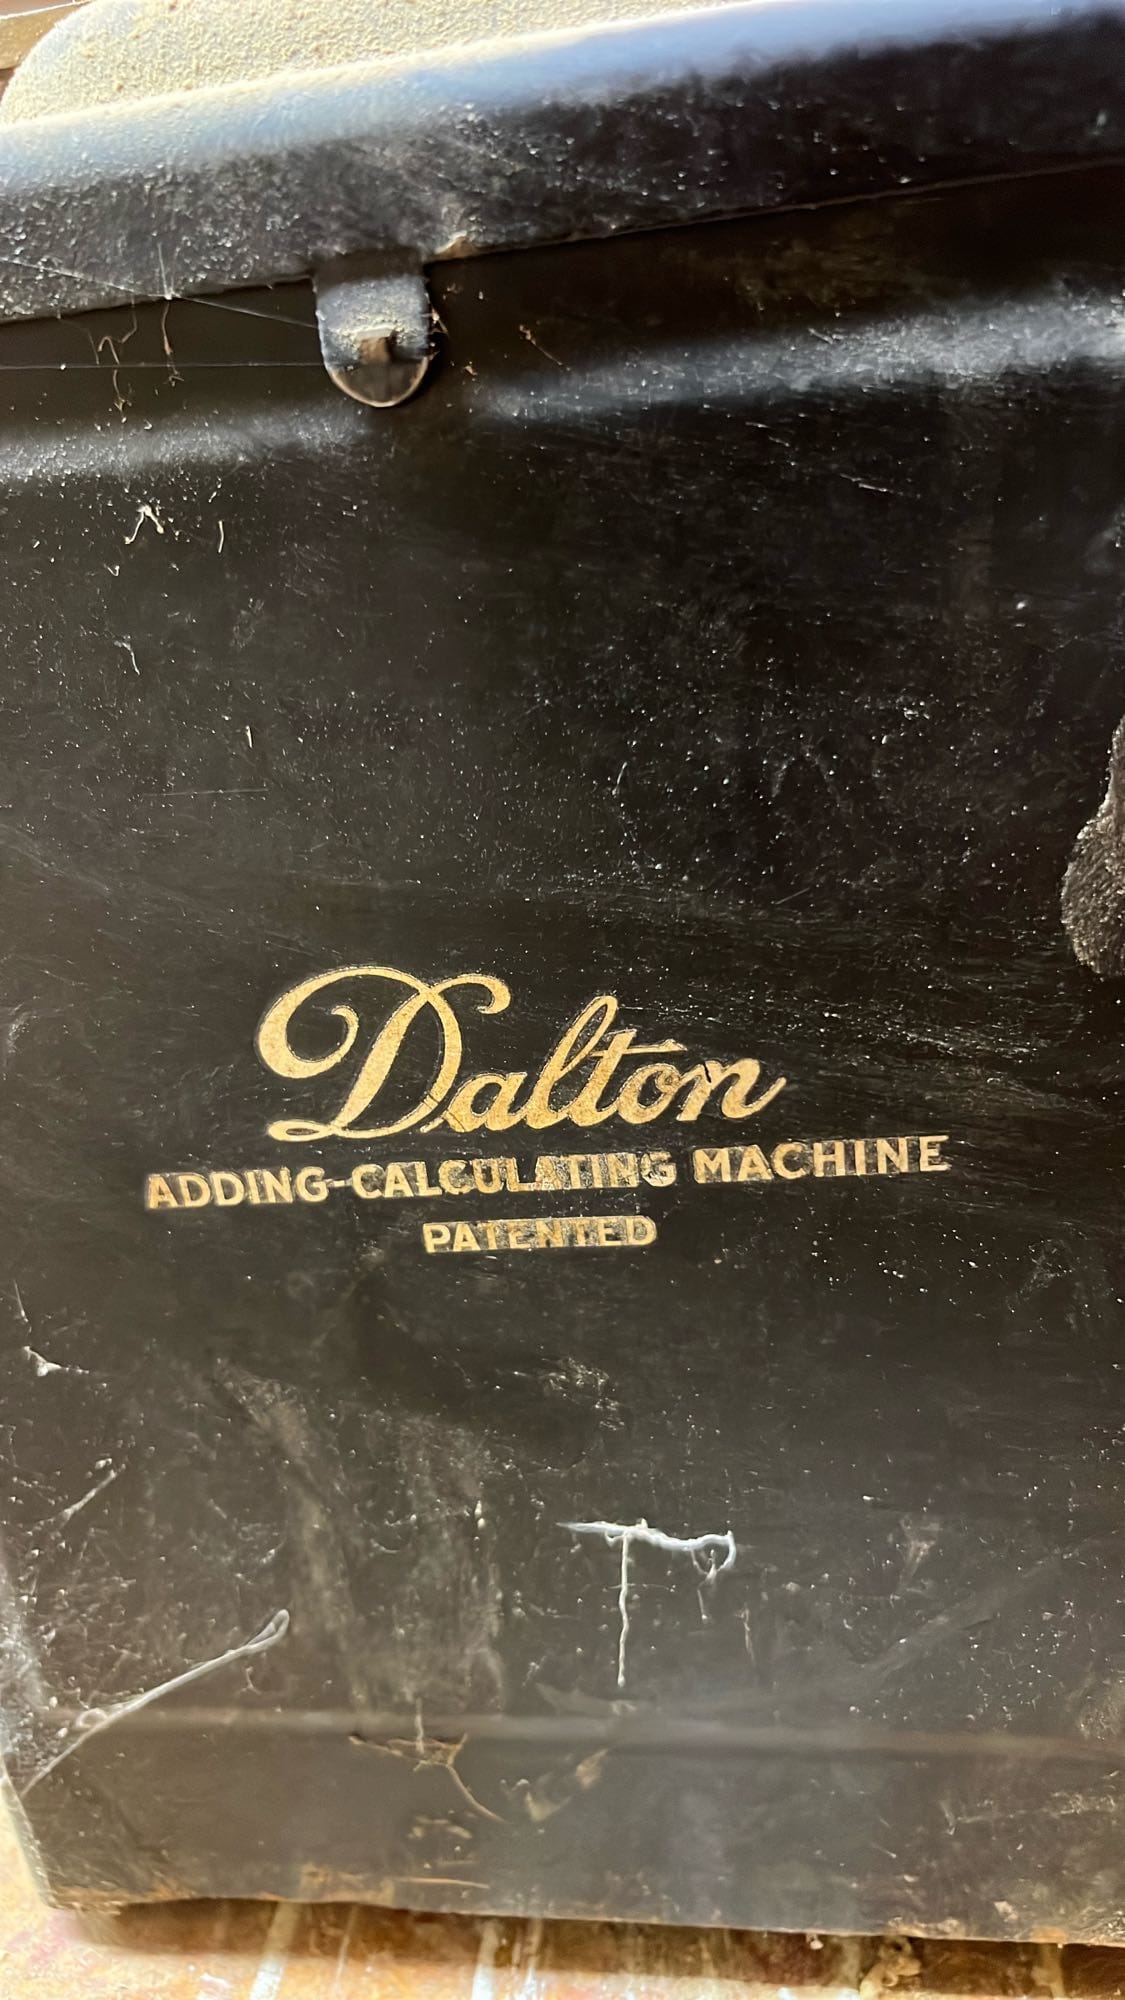 Dalton
ADDING-CALCULATING MACHINE
PATENTED